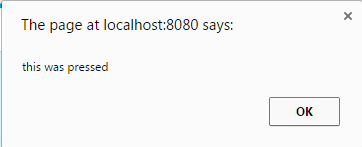 The page at localhost:8080 says:
this was pressed
OK